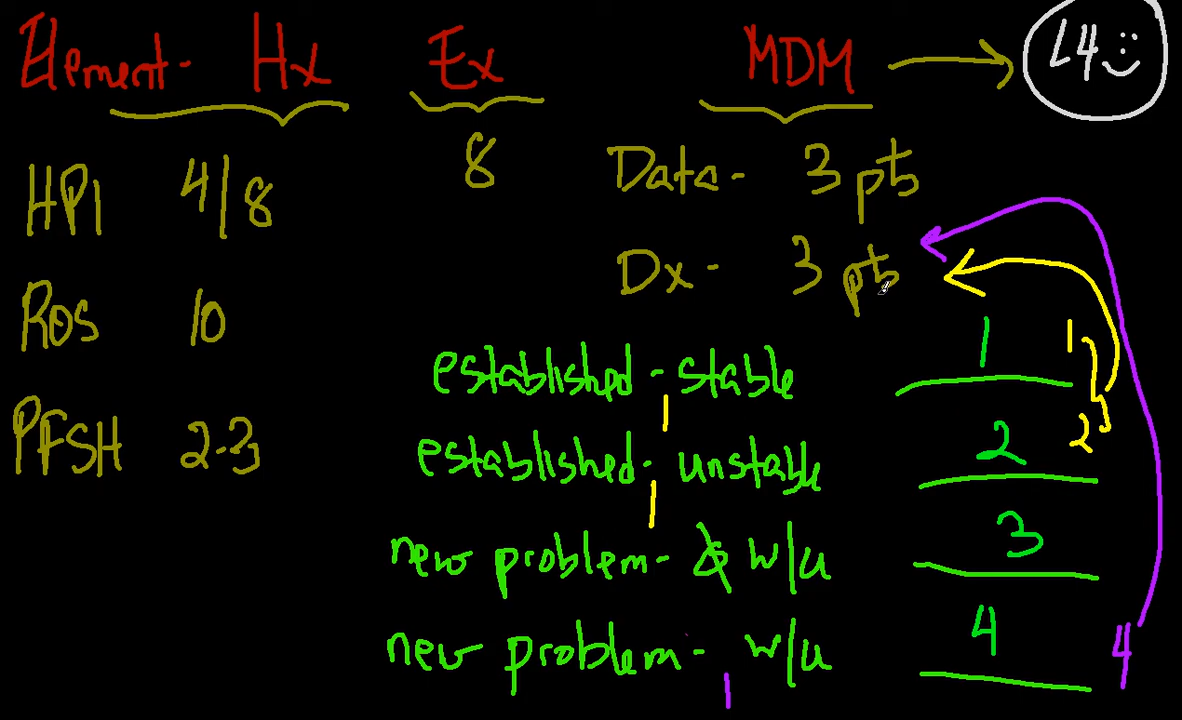 Element- Hx Ex MDM → L4
HPI 4/8 8 Data- 3 pts
Dx- 3 pts
ROS 10 1 1
established - stable
PFSH 2-3 2 2 3
established - unstable
new problem - ∅ w/u 3
new problem - w/u 4 4